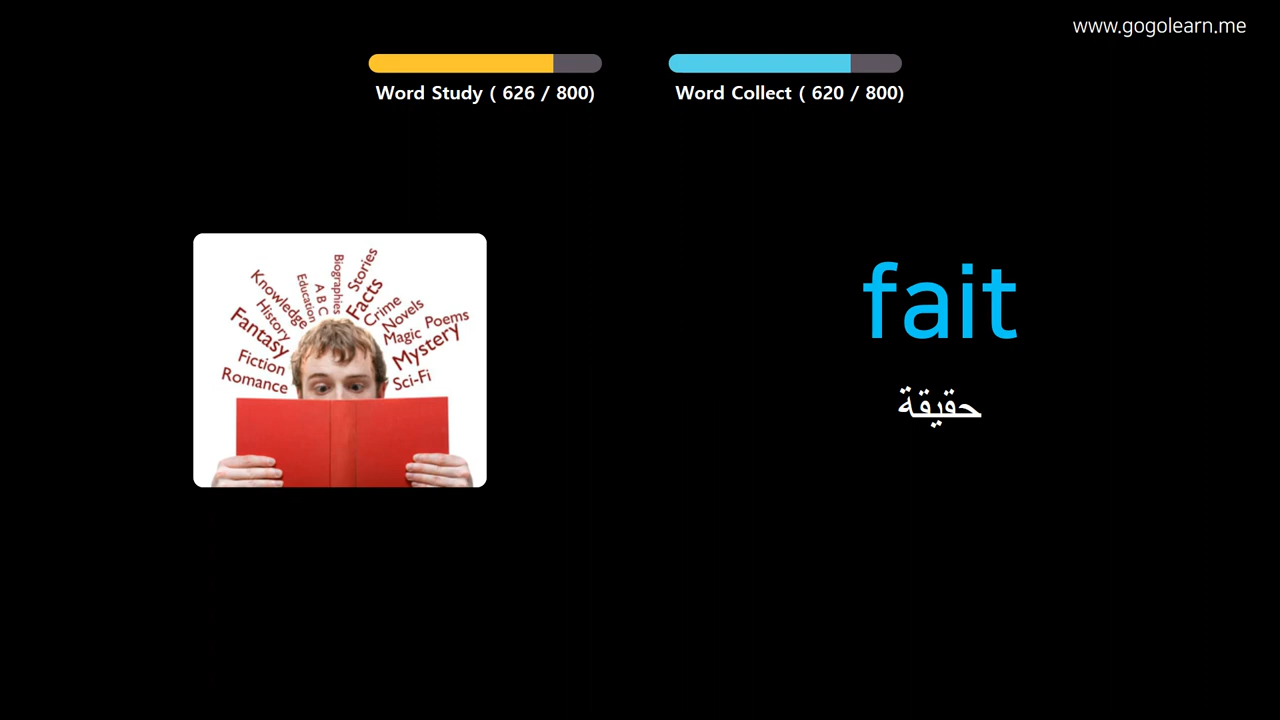 www.gogolearn.me
Word Study ( 626 / 800)
Word Collect ( 620 / 800)
Stories
Biographies
Facts
Knowledge
Education
A B C
Crime
History
Novels
Fantasy
Poems
Magic
Mystery
Fiction
Romance
Sci-Fi
fait
حقيقة